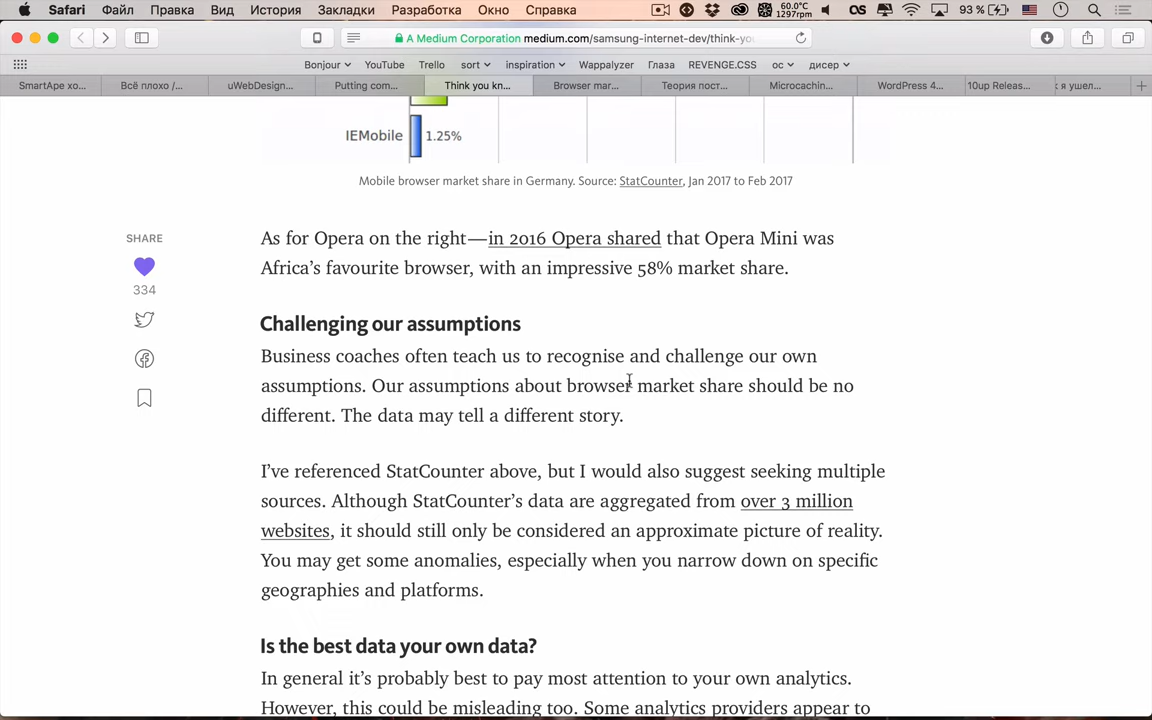 Safari Файл Правка Вид История Закладки Разработка Окно Справка 60.0°C 1297rpm 93 %
A Medium Corporation medium.com/samsung-internet-dev/think-yo
Bonjour YouTube Trello sort inspiration Wappalyzer Глаза REVENGE.CSS ос дисер
SmartApe хо... Всё плохо /... uWebDesign... Putting com... Think you kn... Browser mar... Теория пост... Microcachin... WordPress 4... 10up Releas... я ушел...
IEMobile 1.25%
Mobile browser market share in Germany. Source: StatCounter, Jan 2017 to Feb 2017
SHARE
334
As for Opera on the right—in 2016 Opera shared that Opera Mini was
Africa's favourite browser, with an impressive 58% market share.
Challenging our assumptions
Business coaches often teach us to recognise and challenge our own
assumptions. Our assumptions about browser market share should be no
different. The data may tell a different story.
I've referenced StatCounter above, but I would also suggest seeking multiple
sources. Although StatCounter's data are aggregated from over 3 million
websites, it should still only be considered an approximate picture of reality.
You may get some anomalies, especially when you narrow down on specific
geographies and platforms.
Is the best data your own data?
In general it's probably best to pay most attention to your own analytics.
However, this could be misleading too. Some analytics providers appear to